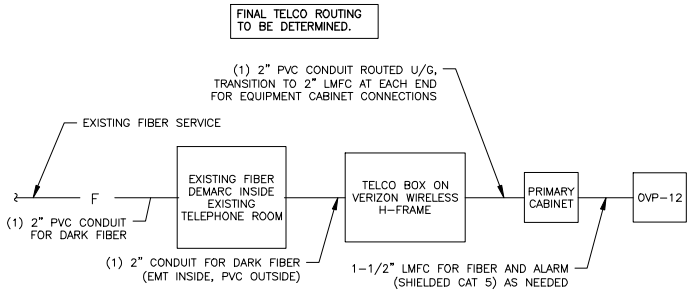 FINAL TELCO ROUTING
TO BE DETERMINED.
(1) 2" PVC CONDUIT ROUTED U/G,
TRANSITION TO 2" LMFC AT EACH END
FOR EQUIPMENT CABINET CONNECTIONS
EXISTING FIBER SERVICE
F
(1) 2" PVC CONDUIT
FOR DARK FIBER
EXISTING FIBER
DEMARC INSIDE
EXISTING
TELEPHONE ROOM
(1) 2" CONDUIT FOR DARK FIBER
(EMT INSIDE, PVC OUTSIDE)
TELCO BOX ON
VERIZON WIRELESS
H-FRAME
PRIMARY
CABINET
OVP-12
1-1/2" LMFC FOR FIBER AND ALARM
(SHIELDED CAT 5) AS NEEDED